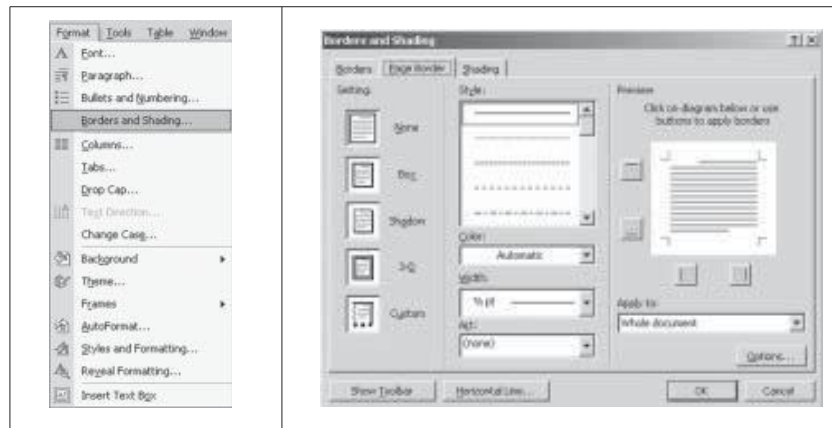 Format Tools Table Window
Font...
Paragraph...
Bullets and Numbering...
Borders and Shading...
Columns...
Tabs...
Drop Cap...
Text Direction...
Change Case...
Background
Theme...
Frames
AutoFormat...
Styles and Formatting...
Reveal Formatting...
Insert Text Box
Borders and Shading
Borders Page Border Shading
Setting:
None
Box
Shadow
3-D
Custom
Style:
Color:
Automatic
Width:
½ pt
Art:
(none)
Preview
Click on diagram below or use
buttons to apply borders
Apply to:
Whole document
Options...
Show Toolbar
Horizontal Line...
OK
Cancel